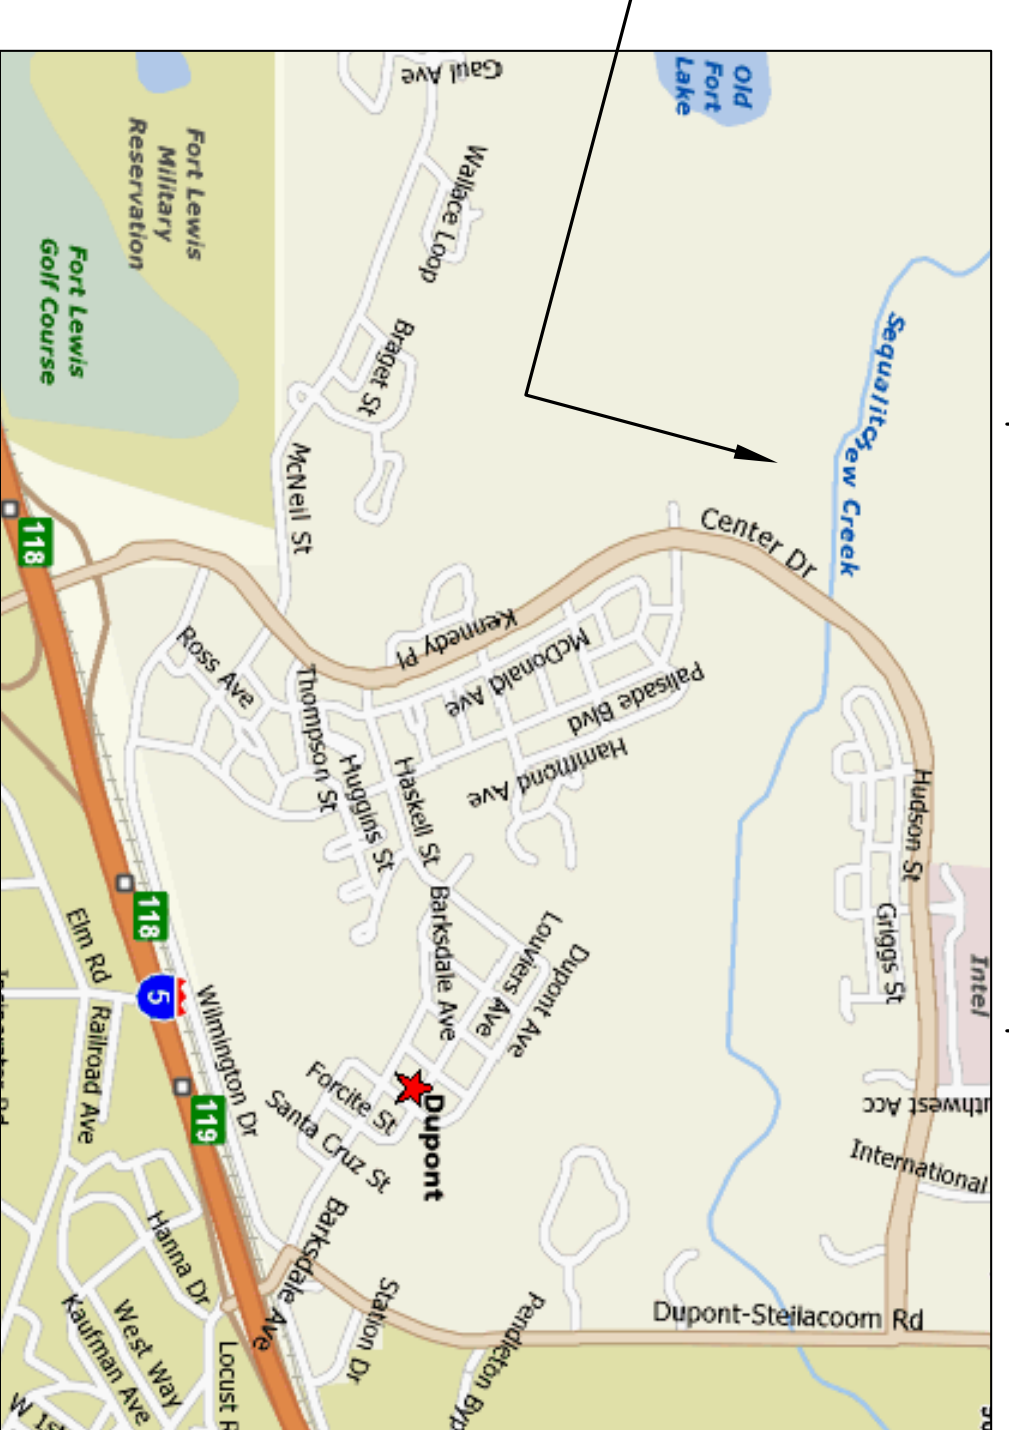 Gaul Ave
Old
Fort
Lake
Fort Lewis
Military
Reservation
Wallace Loop
Fort Lewis
Golf Course
Braget St
Sequalitchew Creek
McNeil St
118
Center Dr
Kennedy Pl
McDonald Ave
Ross Ave
Palisade Blvd
Thompson St
Hammond Ave
Huggins St
Haskell St
Hudson St
118
Barksdale Ave
Elm Rd
Louviers Ave
Dupont Ave
Griggs St
Intel
5
Wilmington Dr
Railroad Ave
Forcite St
Santa Cruz St
Dupont
119
International
Hanna Dr
Barksdale Ave
Station Dr
Dupont-Steilacoom Rd
Kaufman Ave
West Way
Pendleton Byp
Locust R